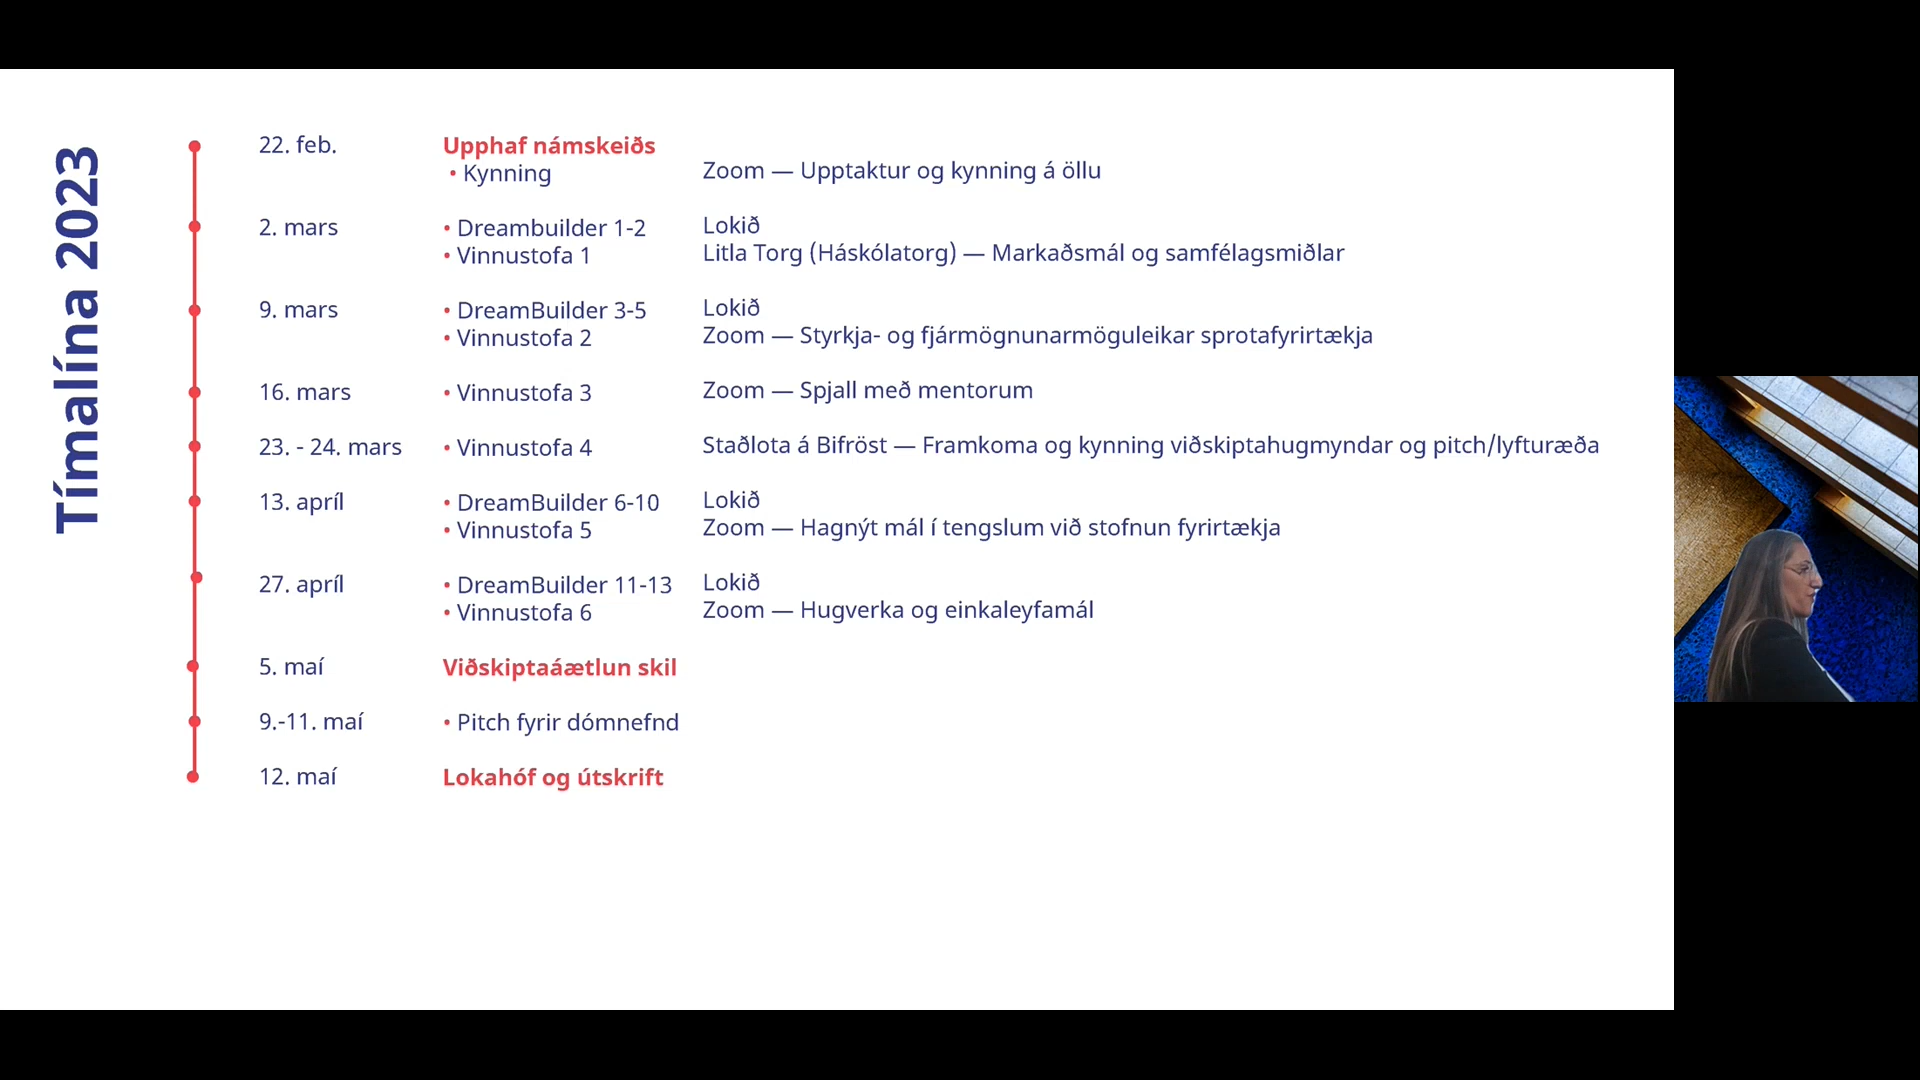 Tímalína 2023
22. feb.
Upphaf námskeiðs
• Kynning
Zoom — Upptaktur og kynning á öllu
2. mars
• Dreambuilder 1-2
Lokið
• Vinnustofa 1
Litla Torg (Háskólatorg) — Markaðsmál og samfélagsmiðlar
9. mars
• DreamBuilder 3-5
Lokið
• Vinnustofa 2
Zoom — Styrkja- og fjármögnunarmöguleikar sprotafyrirtækja
16. mars
• Vinnustofa 3
Zoom — Spjall með mentorum
23. - 24. mars
• Vinnustofa 4
Staðlota á Bifröst — Framkoma og kynning viðskiptahugmyndar og pitch/lyfturæða
13. apríl
• DreamBuilder 6-10
Lokið
• Vinnustofa 5
Zoom — Hagnýt mál í tengslum við stofnun fyrirtækja
27. apríl
• DreamBuilder 11-13
Lokið
• Vinnustofa 6
Zoom — Hugverka og einkaleyfamál
5. maí
Viðskiptaáætlun skil
9.-11. maí
• Pitch fyrir dómnefnd
12. maí
Lokahóf og útskrift